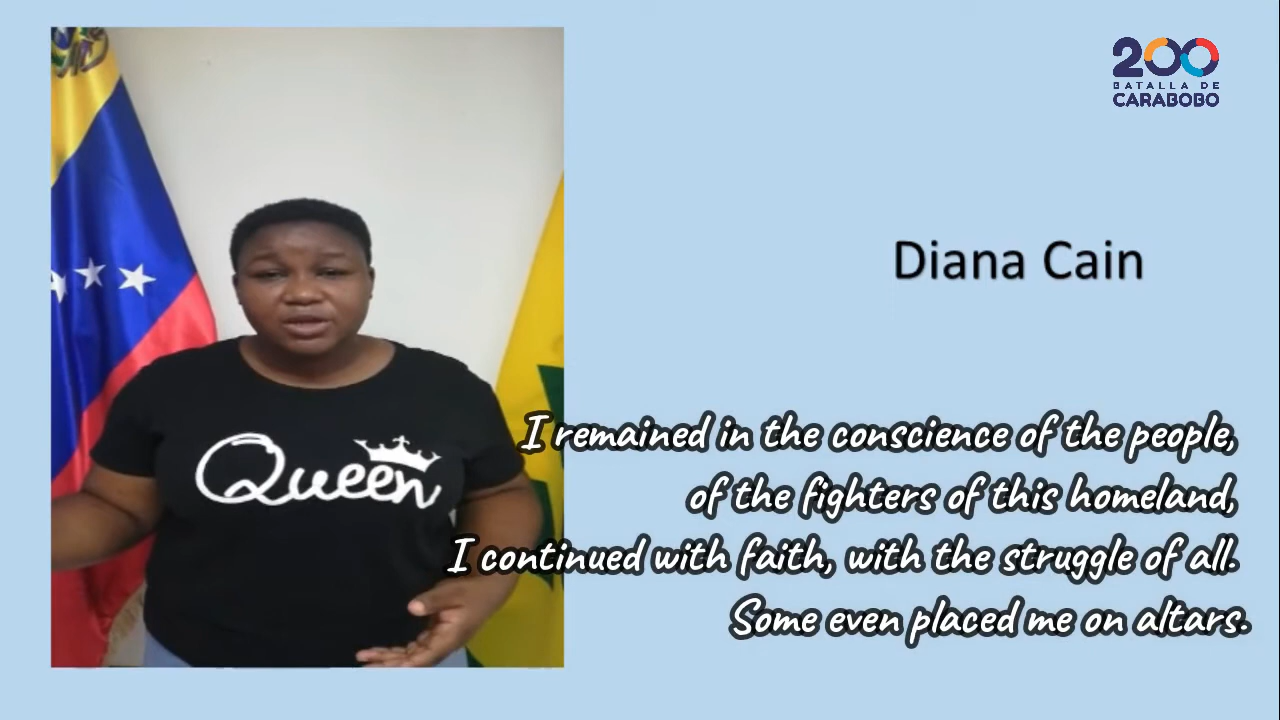 200
BATALLA DE
CARABOBO
Diana Cain
Queen
I remained in the conscience of the people,
of the fighters of this homeland,
I continued with faith, with the struggle of all.
Some even placed me on altars.